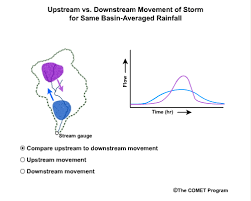 Upstream vs. Downstream Movement of Storm
for Same Basin-Averaged Rainfall
Flow
Time (hr)
Stream gauge
Compare upstream to downstream movement
Upstream movement
Downstream movement
©The COMET Program